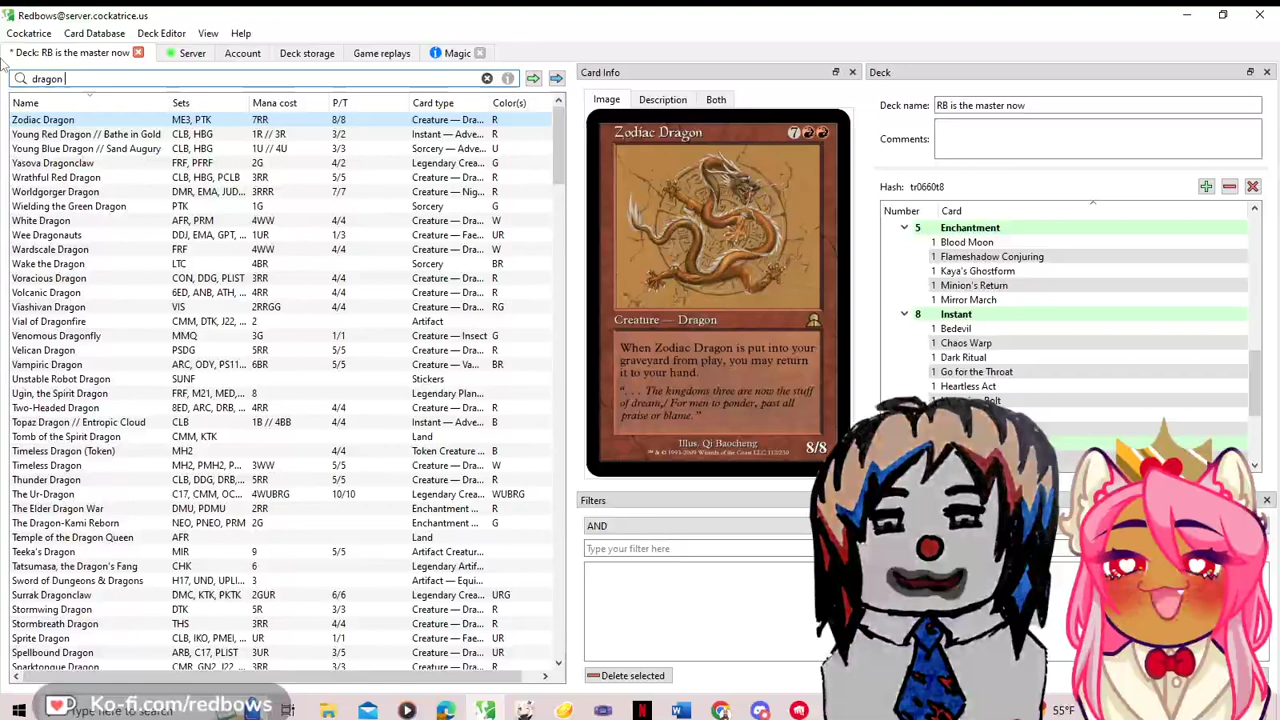 Redbows@server.cockatrice.us
Cockatrice Card Database Deck Editor View Help
* Deck: RB is the master now Server Account Deck storage Game replays Magic
dragon
Name Sets Mana cost P/T Card type Color(s)
Zodiac Dragon ME3, PTK 7RR 8/8 Creature — Dra... R
Young Red Dragon // Bathe in Gold CLB, HBG 1R // 3R 3/2 Instant — Adve... R
Young Blue Dragon // Sand Augury CLB, HBG 1U // 4U 3/3 Sorcery — Adve... U
Yasova Dragonclaw FRF, PFRF 2G 4/2 Legendary Creat... G
Wrathful Red Dragon CLB, HBG, PCLB 3RR 5/5 Creature — Dra... R
Worldgorger Dragon DMR, EMA, JUD... 3RRR 7/7 Creature — Nig... R
Wielding the Green Dragon PTK 1G Sorcery G
White Dragon AFR, PRM 4WW 4/4 Creature — Dra... W
Wee Dragonauts DDJ, EMA, GPT, ... 1UR 1/3 Creature — Fae... UR
Wardscale Dragon FRF 4WW 4/4 Creature — Dra... W
Wake the Dragon LTC 4BR Sorcery BR
Voracious Dragon CON, DDG, PLIST 3RR 4/4 Creature — Dra... R
Volcanic Dragon 6ED, ANB, ATH, ... 4RR 4/4 Creature — Dra... R
Viashivan Dragon VIS 2RRGG 4/4 Creature — Dra... RG
Vial of Dragonfire CMM, DTK, J22, ... 2 Artifact
Venomous Dragonfly MMQ 3G 1/1 Creature — Insect G
Velican Dragon PSDG 5RR 5/5 Creature — Dra... R
Vampiric Dragon ARC, ODY, PS11... 6BR 5/5 Creature — Va... BR
Unstable Robot Dragon SUNF Stickers
Ugin, the Spirit Dragon FRF, M21, MED... 8 Legendary Plan...
Two-Headed Dragon 8ED, ARC, DRB, ... 4RR 4/4 Creature — Dra... R
Topaz Dragon // Entropic Cloud CLB 1B // 4BB 4/4 Instant — Adve... B
Tomb of the Spirit Dragon CMM, KTK Land
Timeless Dragon (Token) MH2 4/4 Token Creature ... B
Timeless Dragon MH2, PMH2, P... 3WW 5/5 Creature — Dra... W
Thunder Dragon CLB, DDG, DRB, ... 5RR 5/5 Creature — Dra... R
The Ur-Dragon C17, CMM, OC... 4WUBRG 10/10 Legendary Crea... WUBRG
The Elder Dragon War DMU, PDMU 2RR Enchantment ... R
The Dragon-Kami Reborn NEO, PNEO, PRM 2G Enchantment ... G
Temple of the Dragon Queen AFR Land
Teeka's Dragon MIR 9 5/5 Artifact Creatur...
Tatsumasa, the Dragon's Fang CHK 6 Legendary Artif...
Sword of Dungeons & Dragons H17, UND, UPLI... 3 Artifact — Equi...
Surrak Dragonclaw DMC, KTK, PKTK 2GUR 6/6 Legendary Crea... URG
Stormwing Dragon DTK 5R 3/3 Creature — Dra... R
Stormbreath Dragon THS 3RR 4/4 Creature — Dra... R
Sprite Dragon CLB, IKO, PMEI, ... UR 1/1 Creature — Fae... UR
Spellbound Dragon ARC, C20, PLIST 3UR 3/5 Creature — Dra... UR
Sparktongue Dragon CMR, GN2, J22 ... 3RR 3/3 Creature — Dra... R
Card Info
Image Description Both
Zodiac Dragon 7
Creature — Dragon
When Zodiac Dragon is put into your
graveyard from play, you may return
it to your hand.
". . . The kingdoms three are now the stuff
of dream,/ For men to ponder, past all
praise or blame."
Illus. Qi Baocheng
8/8
Filters
AND
Type your filter here
Delete selected
Deck
Deck name: RB is the master now
Comments:
Hash: tr0660t8
Number Card
5 Enchantment
1 Blood Moon
1 Flameshadow Conjuring
1 Kaya's Ghostform
1 Minion's Return
1 Mirror March
8 Instant
1 Bedevil
1 Chaos Warp
1 Dark Ritual
1 Go for the Throat
1 Heartless Act
Ko-fi.com/redbows
Type here to search
55°F